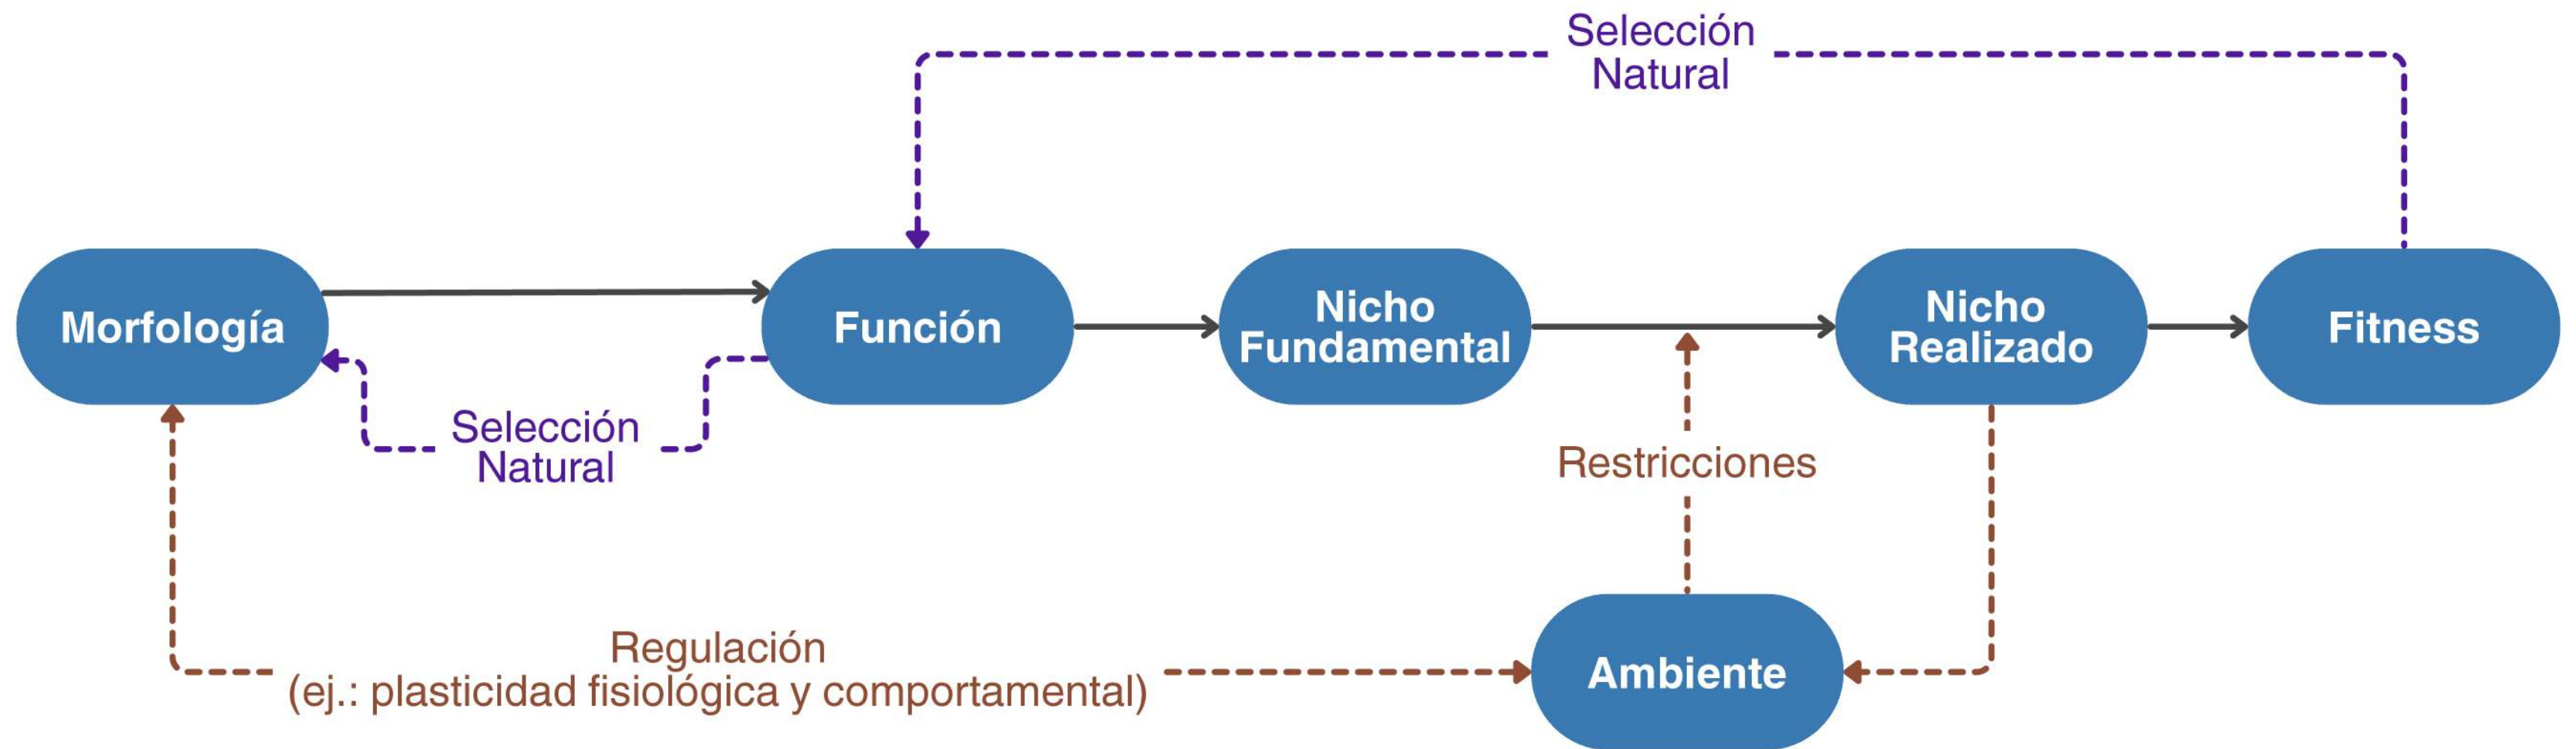 Selección
Natural
Morfología
Función
Nicho
Fundamental
Nicho
Realizado
Fitness
Selección
Natural
Restricciones
Regulación
(ej.: plasticidad fisiológica y comportamental)
Ambiente